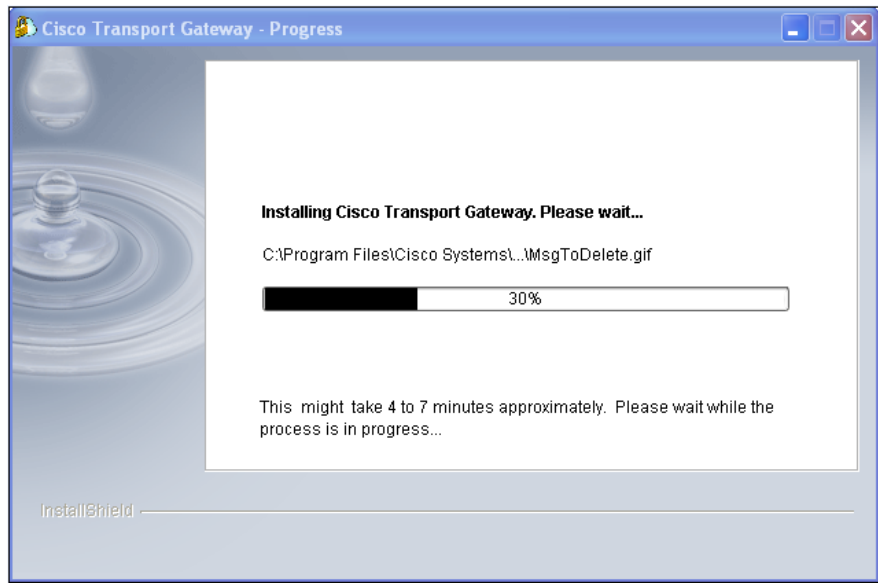 Cisco Transport Gateway - Progress
Installing Cisco Transport Gateway. Please wait...
C:\Program Files\Cisco Systems\...\MsgToDelete.gif
30%
This might take 4 to 7 minutes approximately. Please wait while the
process is in progress...
InstallShield